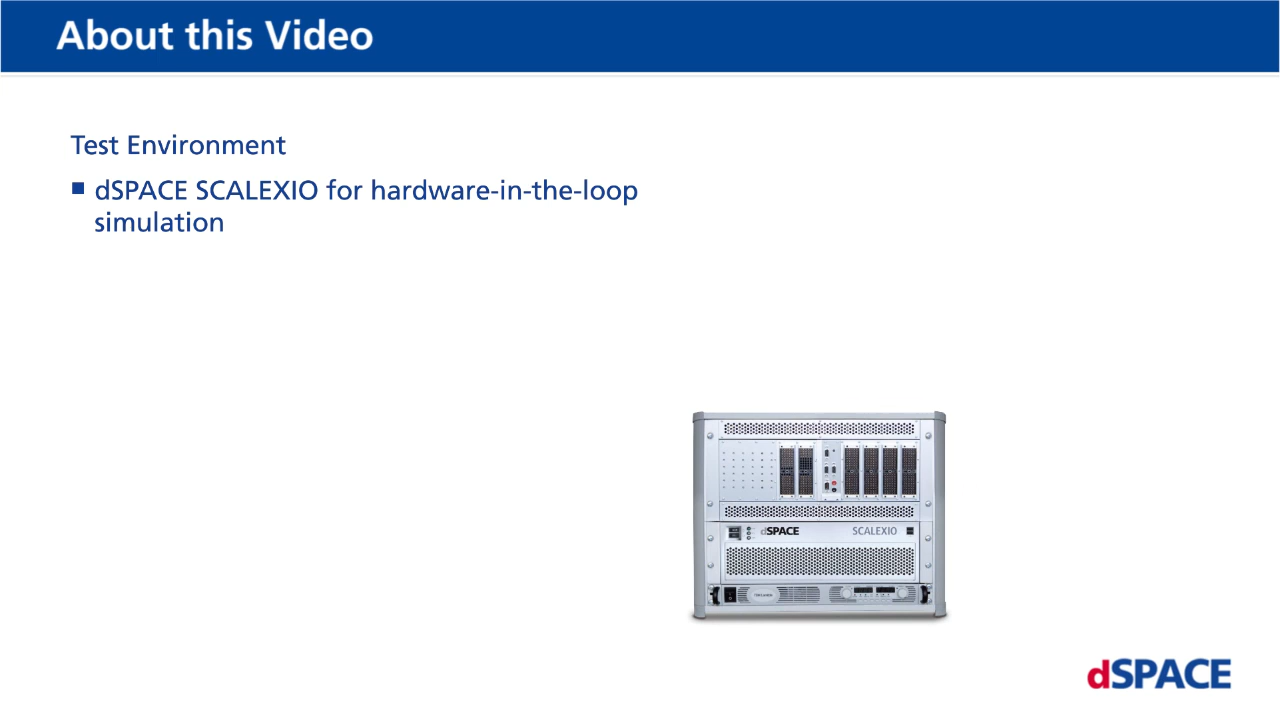 About this Video
Test Environment
dSPACE SCALEXIO for hardware-in-the-loop
simulation
dSPACE SCALEXIO
dSPACE